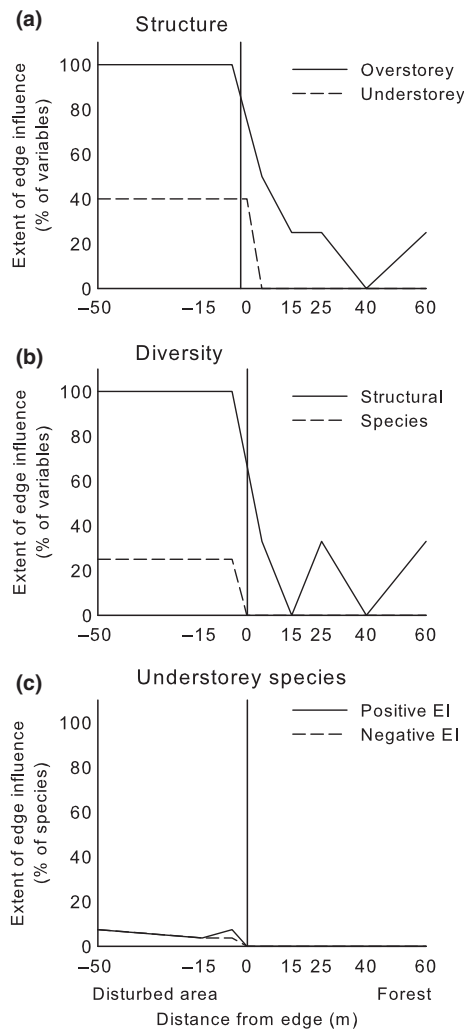 (a)
Structure
Extent of edge influence
(% of variables)
100
80
60
40
20
0
Overstorey
Understorey
–50
–15
0
15
25
40
60
(b)
Diversity
Extent of edge influence
(% of variables)
100
80
60
40
20
0
Structural
Species
–50
–15
0
15
25
40
60
(c)
Understorey species
Extent of edge influence
(% of species)
100
80
60
40
20
0
Positive EI
Negative EI
–50
–15
0
15
25
40
60
Disturbed area
Forest
Distance from edge (m)